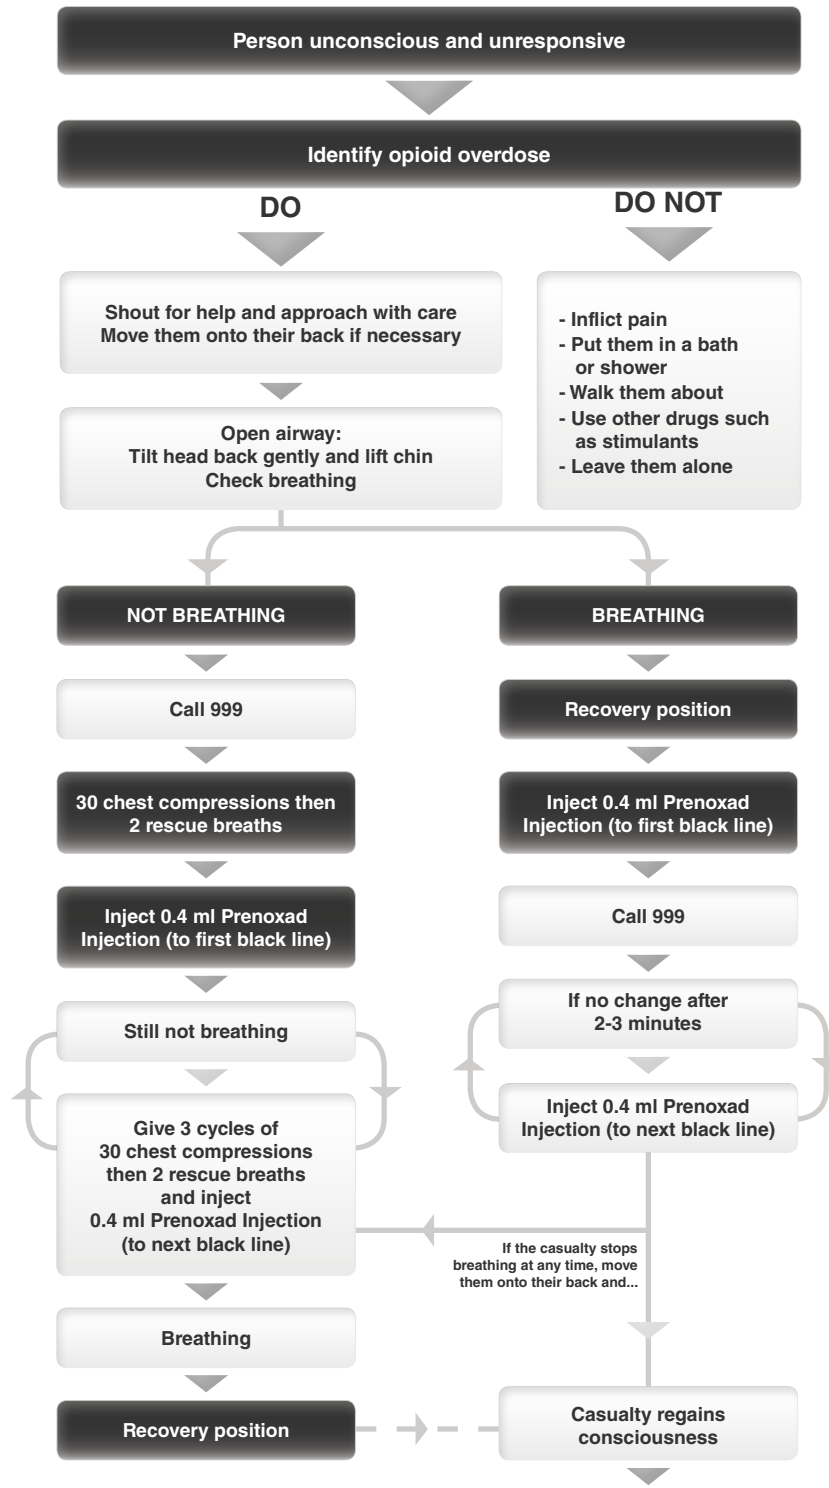 Person unconscious and unresponsive
Identify opioid overdose
DO
Shout for help and approach with care
Move them onto their back if necessary
Open airway:
Tilt head back gently and lift chin
Check breathing
DO NOT
- Inflict pain
- Put them in a bath
or shower
- Walk them about
- Use other drugs such
as stimulants
- Leave them alone
NOT BREATHING
Call 999
30 chest compressions then
2 rescue breaths
Inject 0.4 ml Prenoxad
Injection (to first black line)
Still not breathing
Give 3 cycles of
30 chest compressions
then 2 rescue breaths
and inject
0.4 ml Prenoxad Injection
(to next black line)
Breathing
Recovery position
BREATHING
Recovery position
Inject 0.4 ml Prenoxad
Injection (to first black line)
Call 999
If no change after
2-3 minutes
Inject 0.4 ml Prenoxad
Injection (to next black line)
If the casualty stops
breathing at any time, move
them onto their back and...
Casualty regains
consciousness